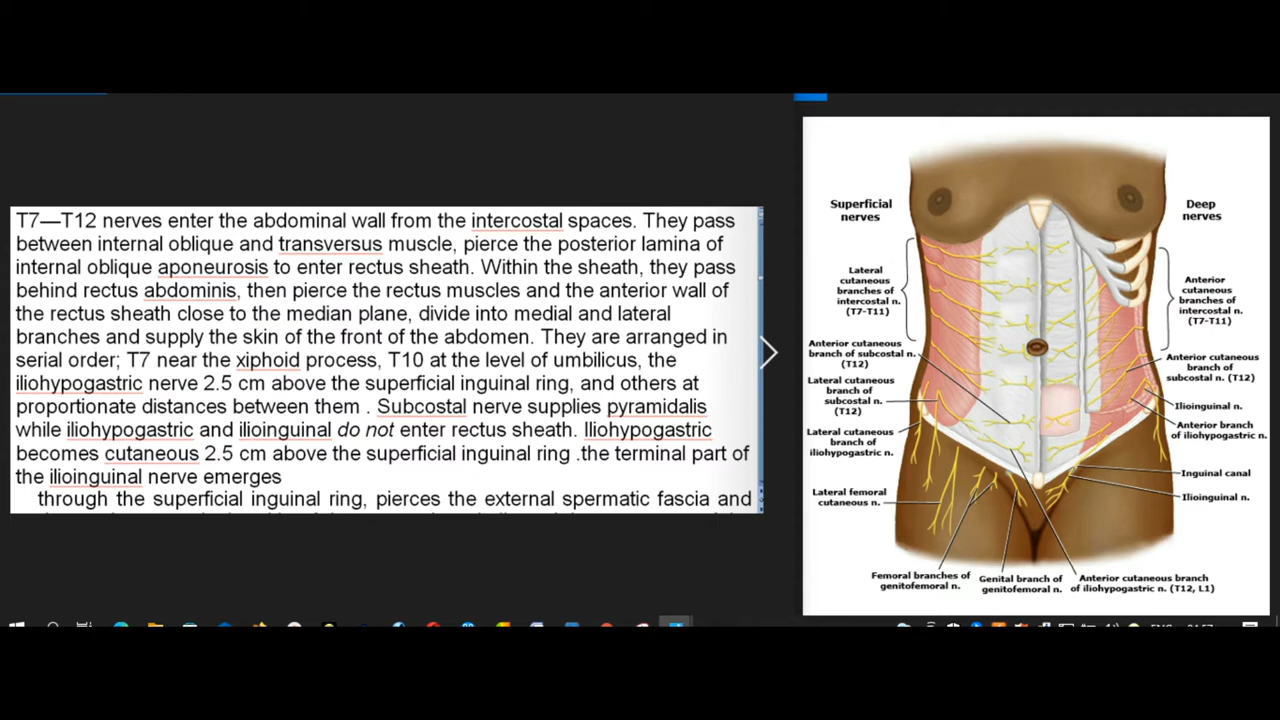 T7—T12 nerves enter the abdominal wall from the intercostal spaces. They pass
between internal oblique and transversus muscle, pierce the posterior lamina of
internal oblique aponeurosis to enter rectus sheath. Within the sheath, they pass
behind rectus abdominis, then pierce the rectus muscles and the anterior wall of
the rectus sheath close to the median plane, divide into medial and lateral
branches and supply the skin of the front of the abdomen. They are arranged in
serial order; T7 near the xiphoid process, T10 at the level of umbilicus, the
iliohypogastric nerve 2.5 cm above the superficial inguinal ring, and others at
proportionate distances between them . Subcostal nerve supplies pyramidalis
while iliohypogastric and ilioinguinal do not enter rectus sheath. Iliohypogastric
becomes cutaneous 2.5 cm above the superficial inguinal ring .the terminal part of
the ilioinguinal nerve emerges
through the superficial inguinal ring, pierces the external spermatic fascia and
Superficial
nerves
Lateral
cutaneous
branches of
intercostal n.
(T7-T11)
Anterior cutaneous
branch of subcostal n.
(T12)
Lateral cutaneous
branch of
subcostal n.
(T12)
Lateral cutaneous
branch of
iliohypogastric n.
Lateral femoral
cutaneous n.
Femoral branches of
genitofemoral n.
Genital branch of
genitofemoral n.
Anterior cutaneous branch
of iliohypogastric n. (T12, L1)
Deep
nerves
Anterior
cutaneous
branches of
intercostal n.
(T7-T11)
Anterior cutaneous
branch of subcostal n. (T12)
Ilioinguinal n.
Anterior branch
of iliohypogastric n.
Inguinal canal
Ilioinguinal n.